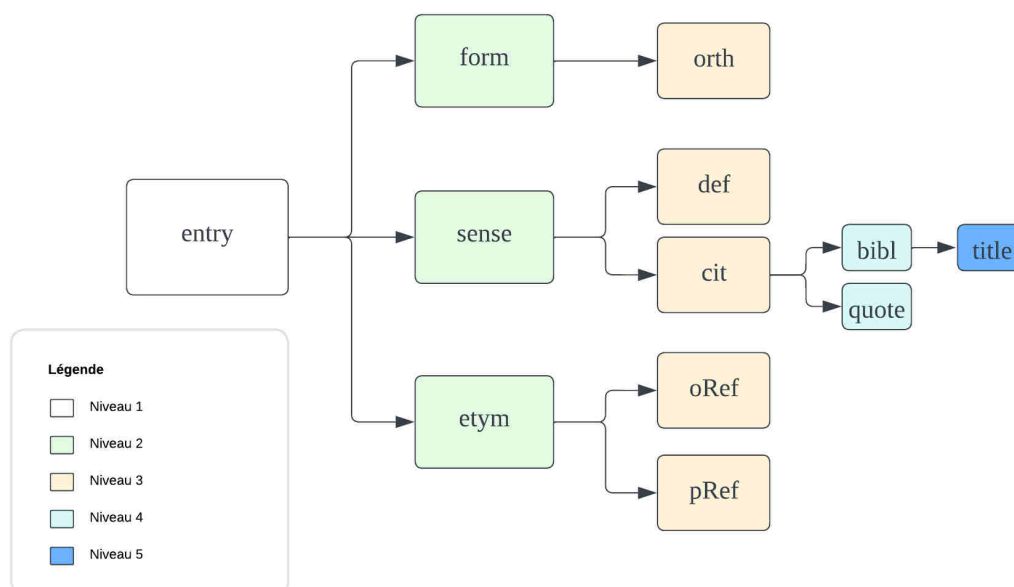 form
orth
entry
sense
def
cit
bibl
title
quote
etym
oRef
pRef
Légende
Niveau 1
Niveau 2
Niveau 3
Niveau 4
Niveau 5